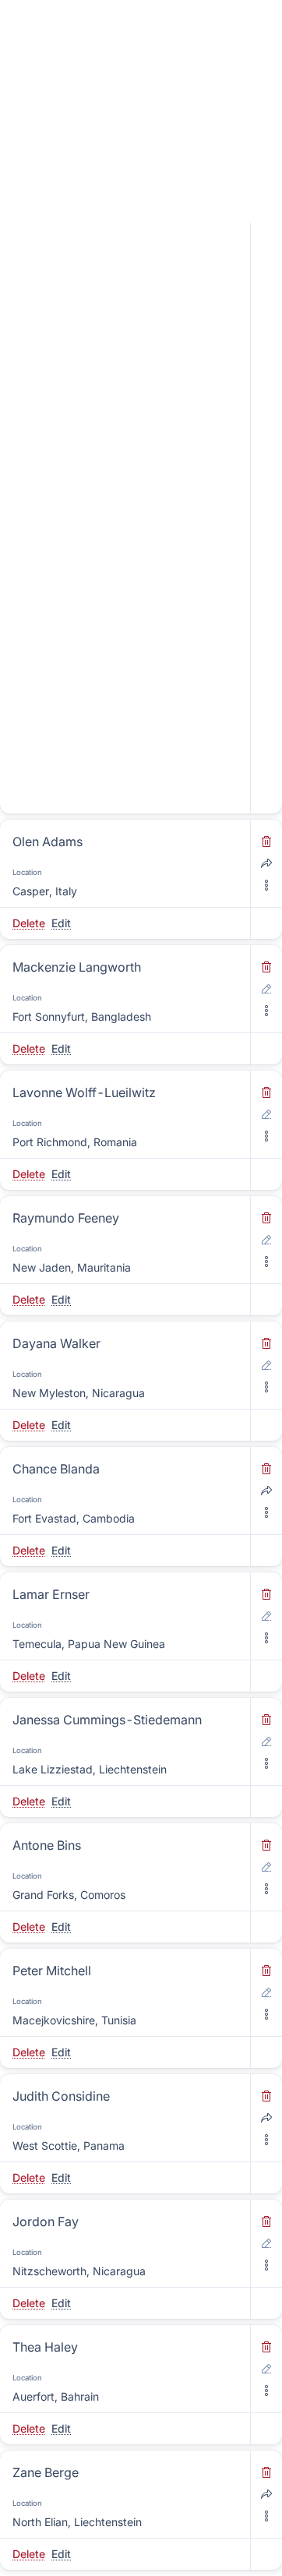 Olen Adams
Location
Casper, Italy
Delete Edit
Mackenzie Langworth
Location
Fort Sonnyfurt, Bangladesh
Delete Edit
Lavonne Wolff-Lueilwitz
Location
Port Richmond, Romania
Delete Edit
Raymundo Feeney
Location
New Jaden, Mauritania
Delete Edit
Dayana Walker
Location
New Myleston, Nicaragua
Delete Edit
Chance Blanda
Location
Fort Evastad, Cambodia
Delete Edit
Lamar Ernser
Location
Temecula, Papua New Guinea
Delete Edit
Janessa Cummings-Stiedemann
Location
Lake Lizziestad, Liechtenstein
Delete Edit
Antone Bins
Location
Grand Forks, Comoros
Delete Edit
Peter Mitchell
Location
Macejkovicshire, Tunisia
Delete Edit
Judith Considine
Location
West Scottie, Panama
Delete Edit
Jordon Fay
Location
Nitzscheworth, Nicaragua
Delete Edit
Thea Haley
Location
Auerfort, Bahrain
Delete Edit
Zane Berge
Location
North Elian, Liechtenstein
Delete Edit